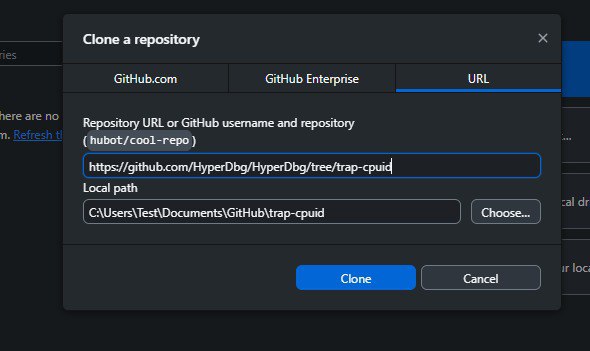 Clone a repository
ries
GitHub.com
GitHub Enterprise
URL
here are no
m. Refresh th
Repository URL or GitHub username and repository
(hubot/cool-repo)
https://github.com/HyperDbg/HyperDbg/tree/trap-cpuid
Local path
C:\Users\Test\Documents\GitHub\trap-cpuid
Choose...
...
cal dr
ur loca
Clone
Cancel